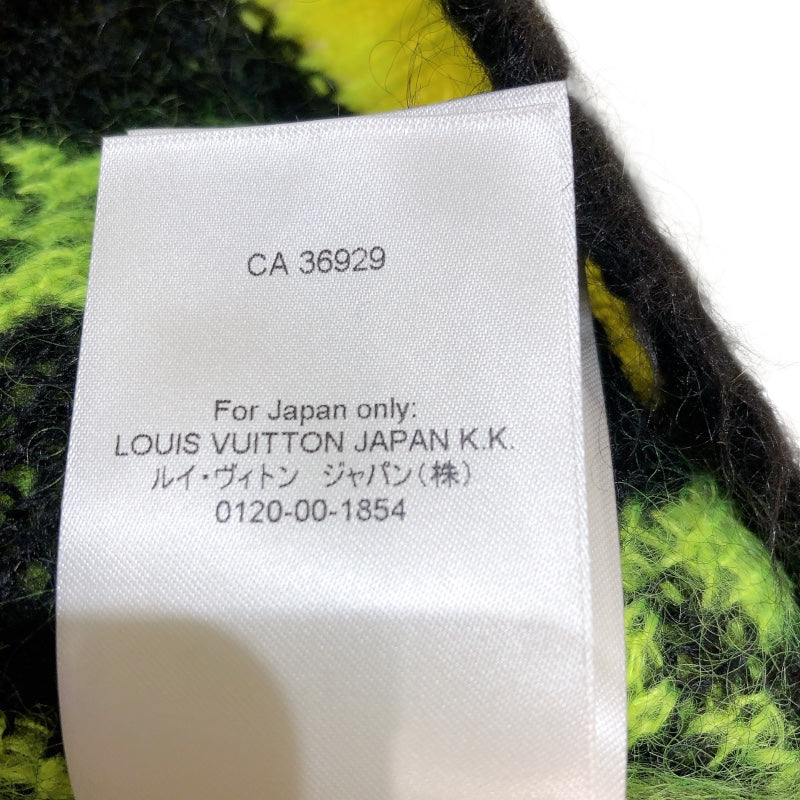 CA 36929
For Japan only:
LOUIS VUITTON JAPAN K.K.
ルイ・ヴィトン ジャパン(株)
0120-00-1854